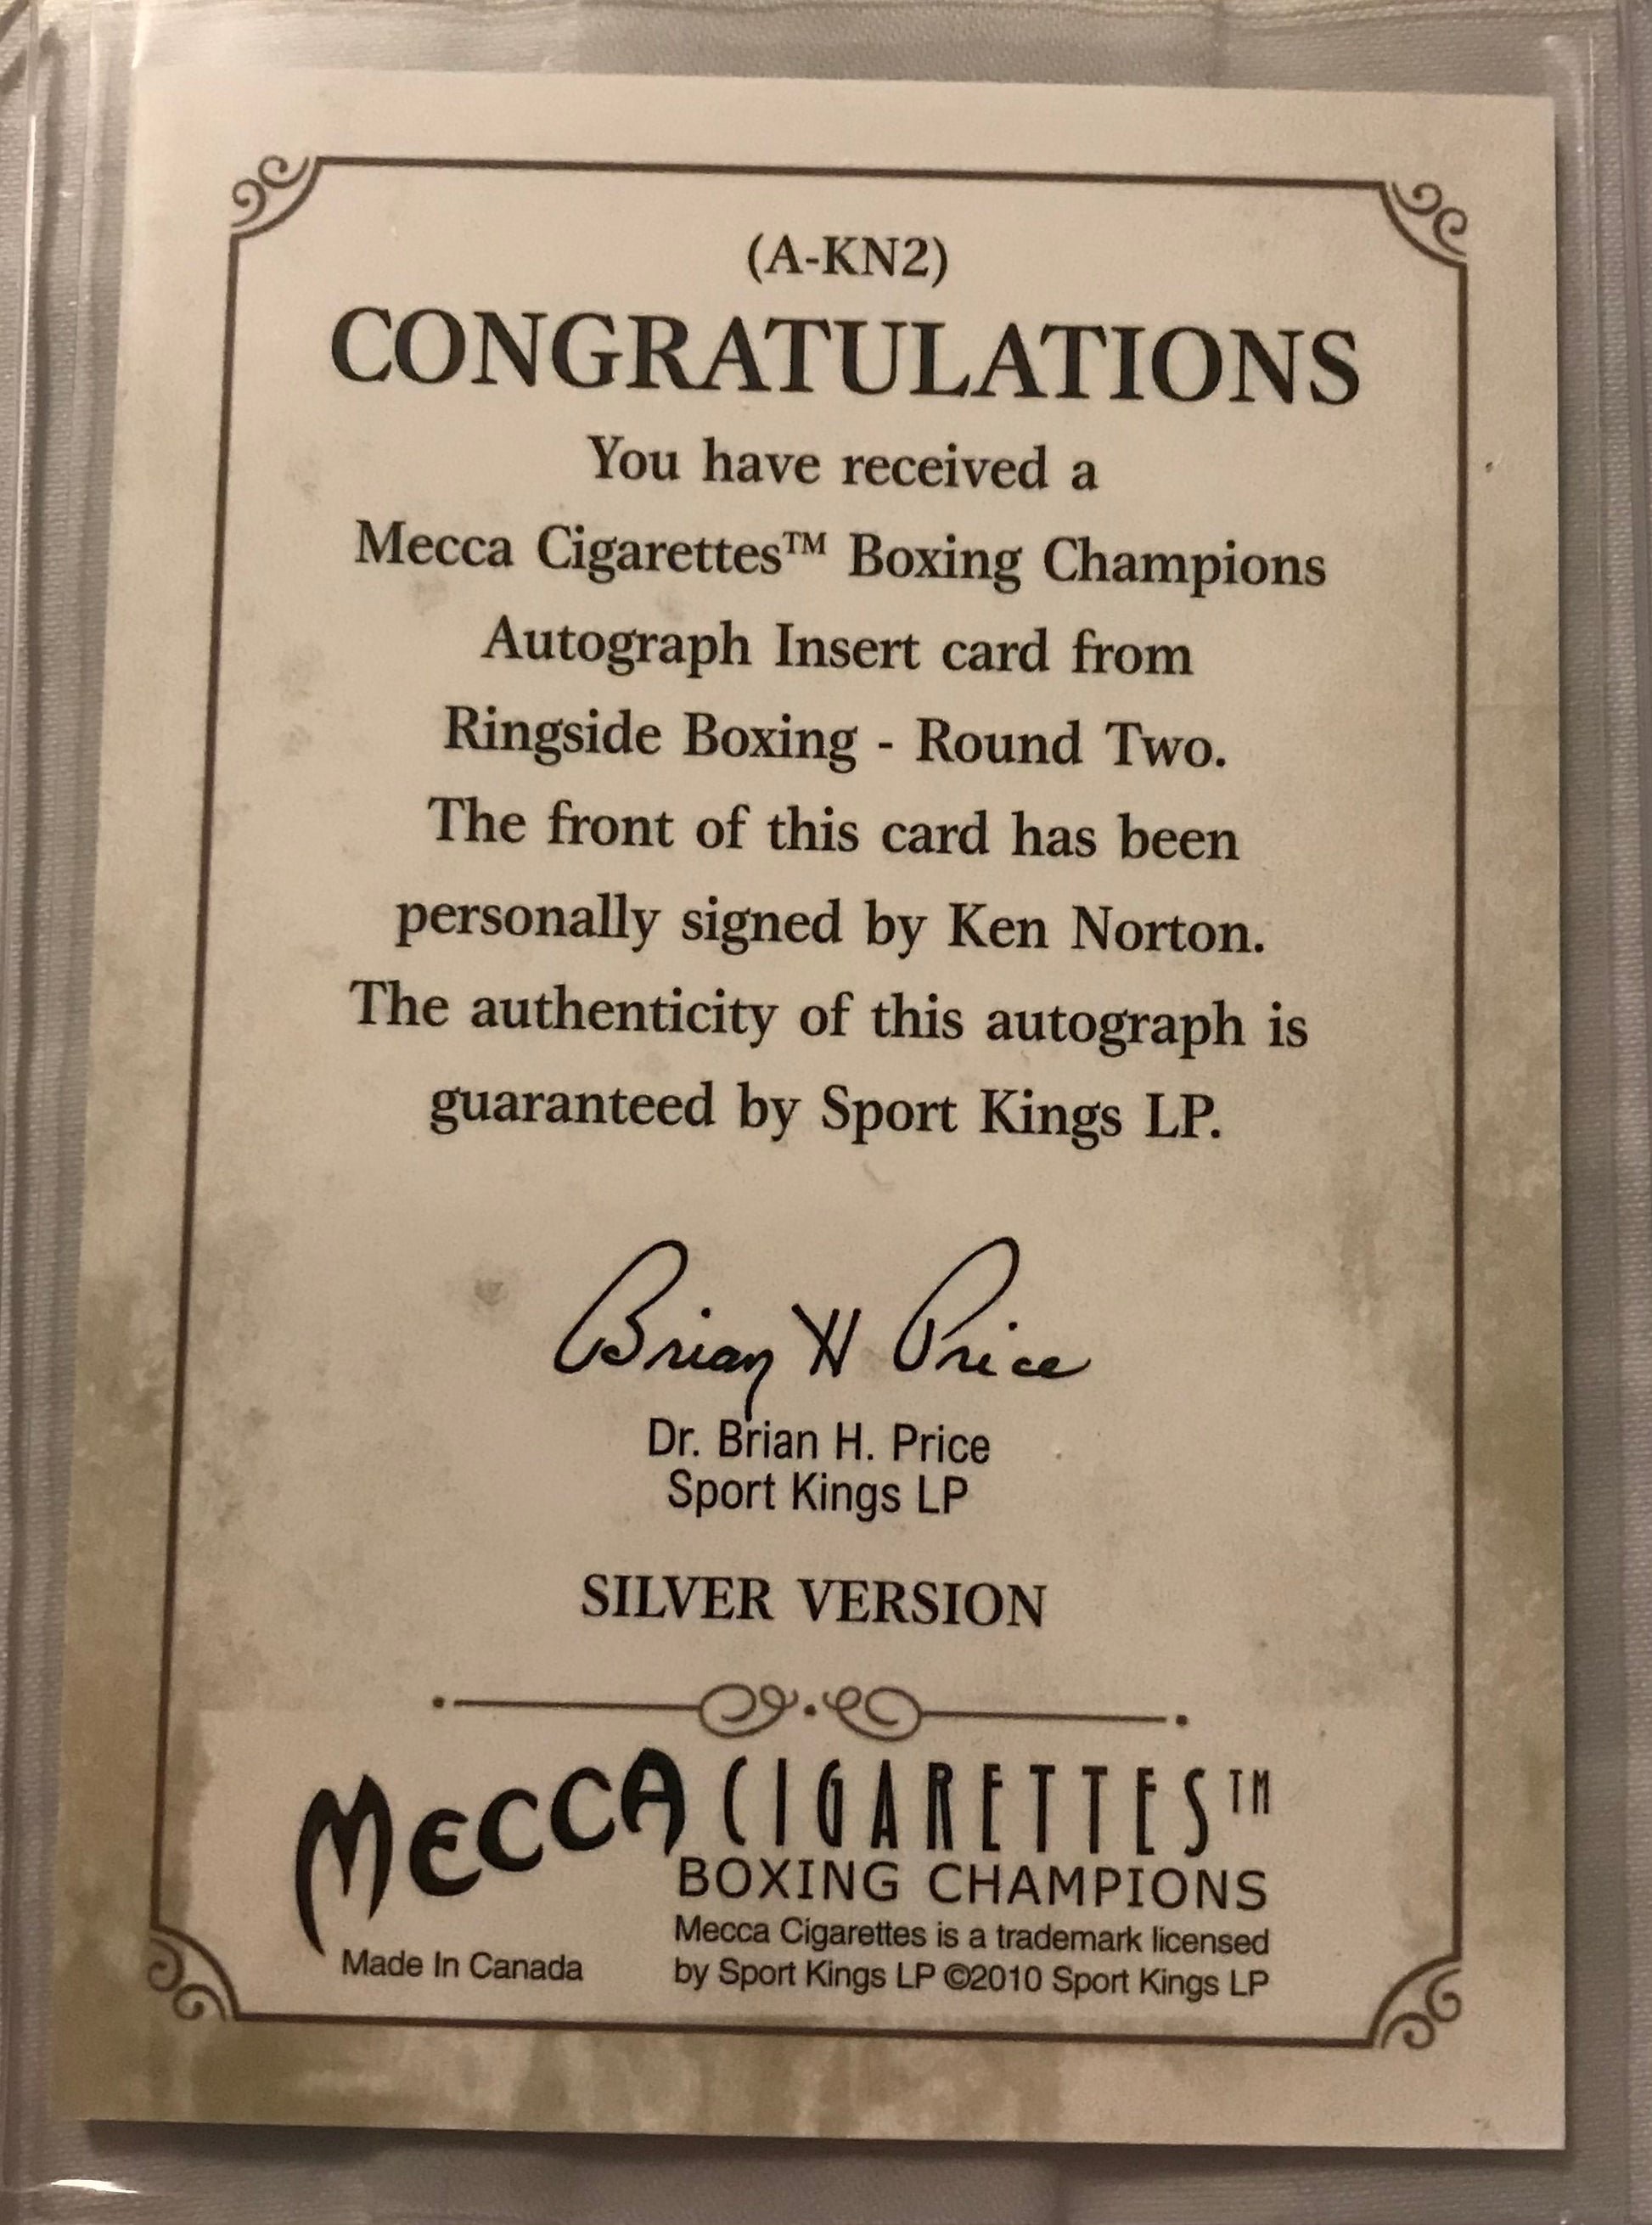 (A-KN2)
CONGRATULATIONS
You have received a
Mecca Cigarettes™ Boxing Champions
Autograph Insert card from
Ringside Boxing - Round Two.
The front of this card has been
personally signed by Ken Norton.
The authenticity of this autograph is
guaranteed by Sport Kings LP.
Brian H Price
Dr. Brian H. Price
Sport Kings LP
SILVER VERSION
MECCA CIGARETTES™
BOXING CHAMPIONS
Made In Canada
Mecca Cigarettes is a trademark licensed
by Sport Kings LP ©2010 Sport Kings LP